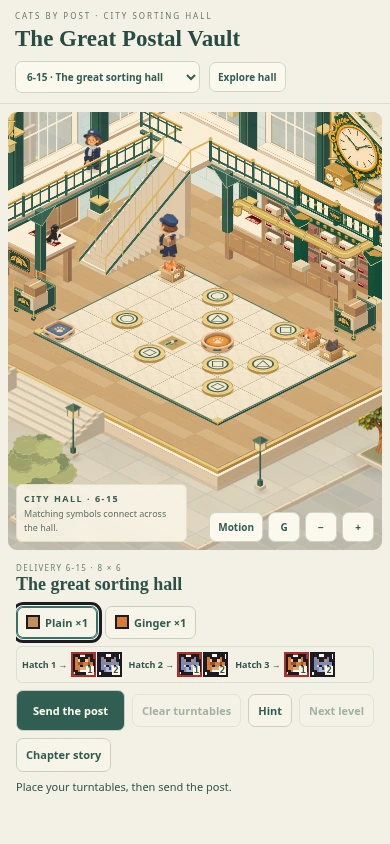 CATS BY POST · CITY SORTING HALL
The Great Postal Vault
6-15 · The great sorting hall
Explore hall
CITY HALL · 6-15
Matching symbols connect across
the hall.
Motion
G
−
+
DELIVERY 6-15 · 8 × 6
The great sorting hall
Plain ×1
Ginger ×1
Hatch 1 →
1
2
Hatch 2 →
1
2
Hatch 3 →
1
2
Send the post
Clear turntables
Hint
Next level
Chapter story
Place your turntables, then send the post.